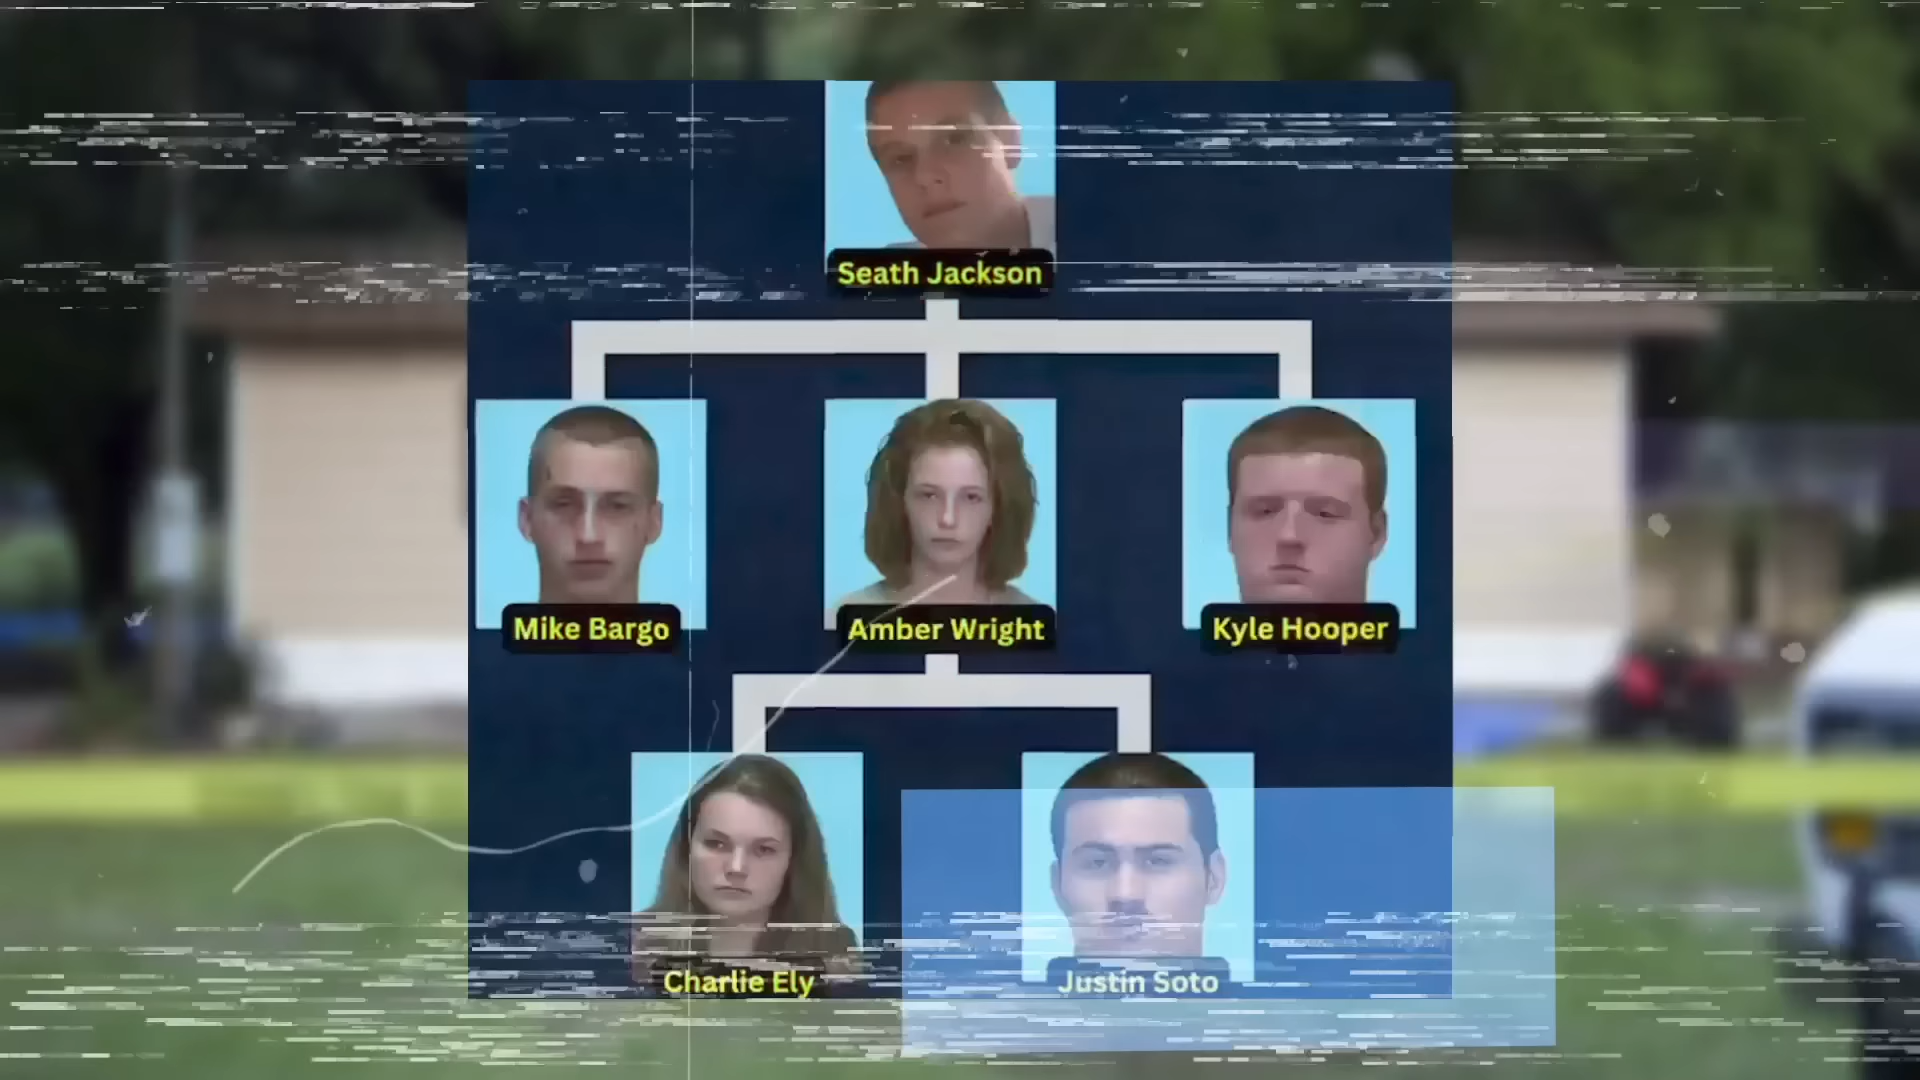 Seath Jackson
Mike Bargo
Amber Wright
Kyle Hooper
Charlie Ely
Justin Soto